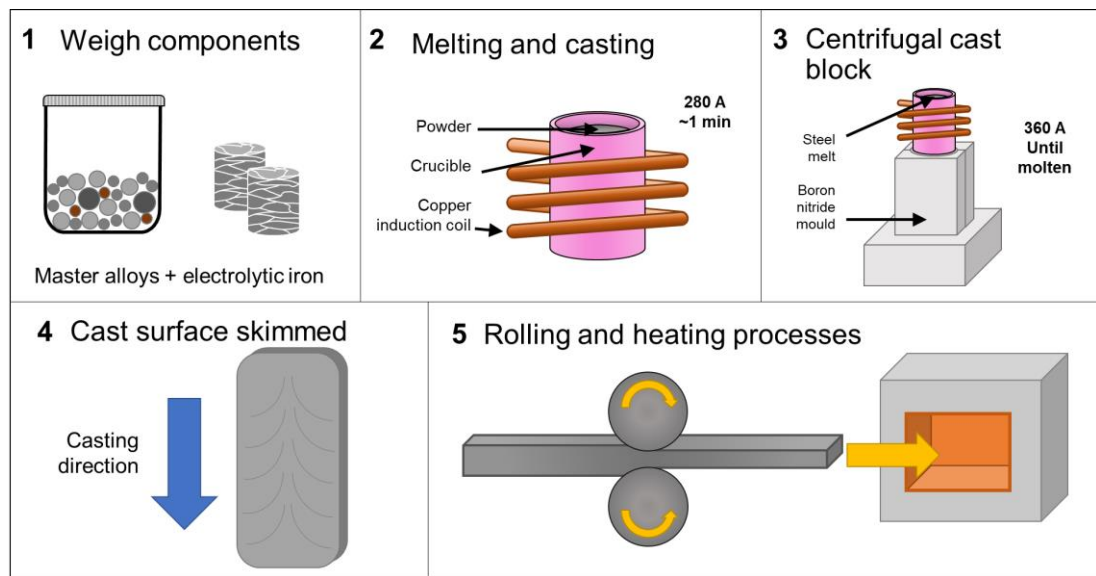 1 Weigh components
Master alloys + electrolytic iron
2 Melting and casting
280 A
~1 min
Powder
Crucible
Copper
induction coil
3 Centrifugal cast
block
Steel
melt
360 A
Until
molten
Boron
nitride
mould
4 Cast surface skimmed
Casting
direction
5 Rolling and heating processes